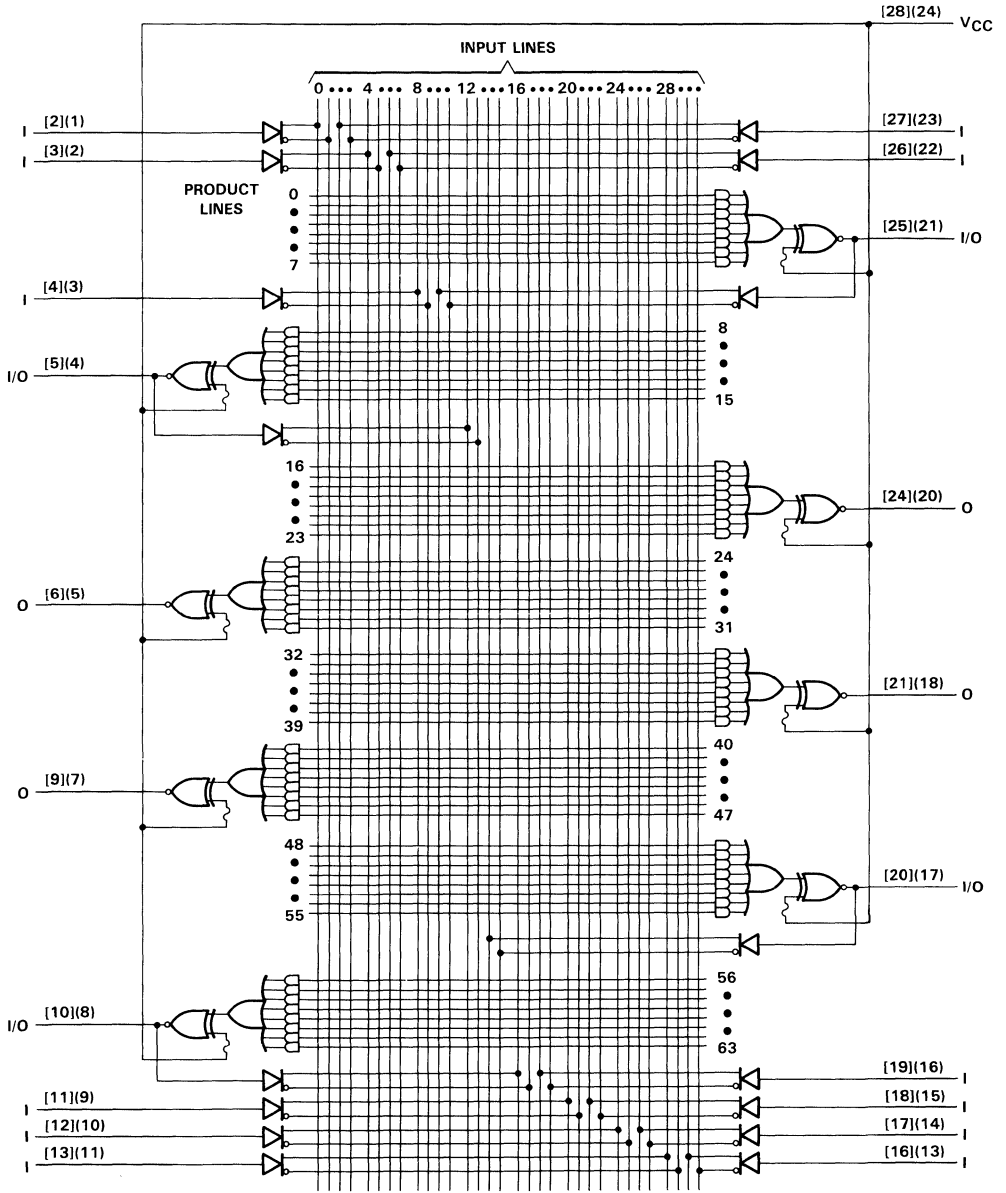 [28](24) VCC
INPUT LINES
0 ••• 4 ••• 8 ••• 12 ••• 16 ••• 20 ••• 24 ••• 28 •••
I [2](1) [27](23) I
I [3](2) [26](22) I
PRODUCT
LINES
0
[25](21) I/O
7
I [4](3)
8
I/O [5](4)
15
16
[24](20) O
23
24
O [6](5)
31
32
[21](18) O
39
40
O [9](7)
47
48
[20](17) I/O
55
56
I/O [10](8)
63
[19](16) I
I [11](9) [18](15) I
I [12](10) [17](14) I
I [13](11) [16](13) I